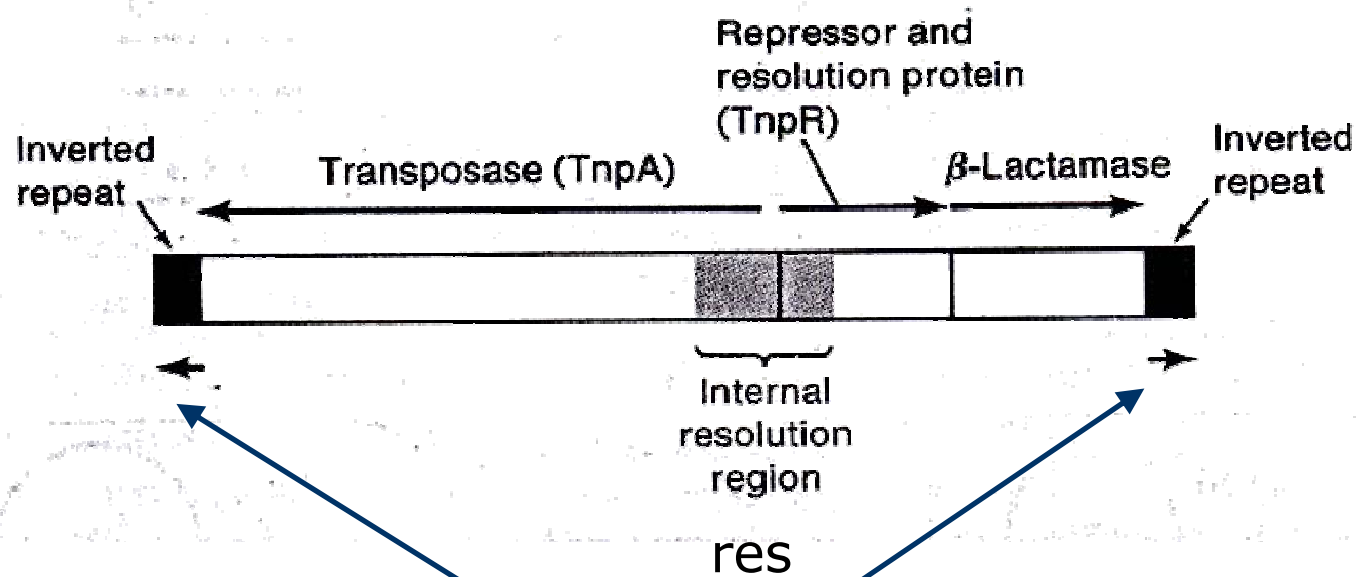 Repressor and
resolution protein
(TnpR)
Inverted
repeat
Transposase (TnpA)
β-Lactamase
Inverted
repeat
Internal
resolution
region
res